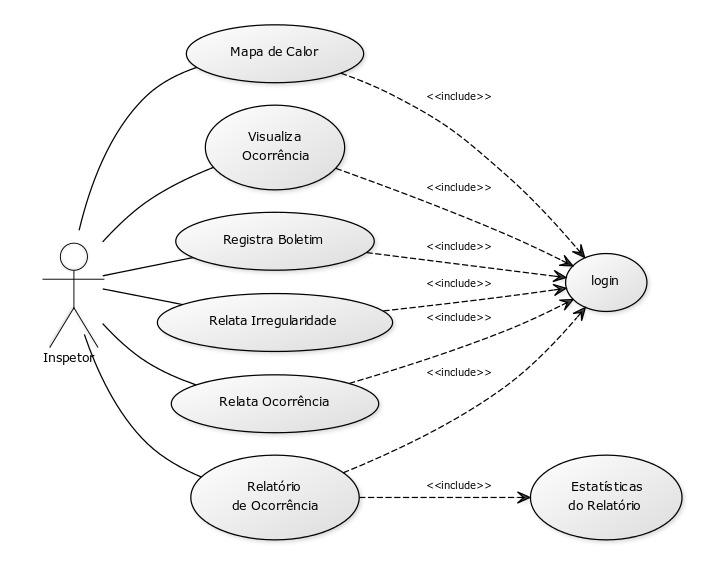 Mapa de Calor
<<include>>
Visualiza
Ocorrência
<<include>>
Registra Boletim
<<include>>
login
<<include>>
Relata Irregularidade
<<include>>
Inspetor
<<include>>
Relata Ocorrência
Relatório
de Ocorrência
<<include>>
Estatísticas
do Relatório